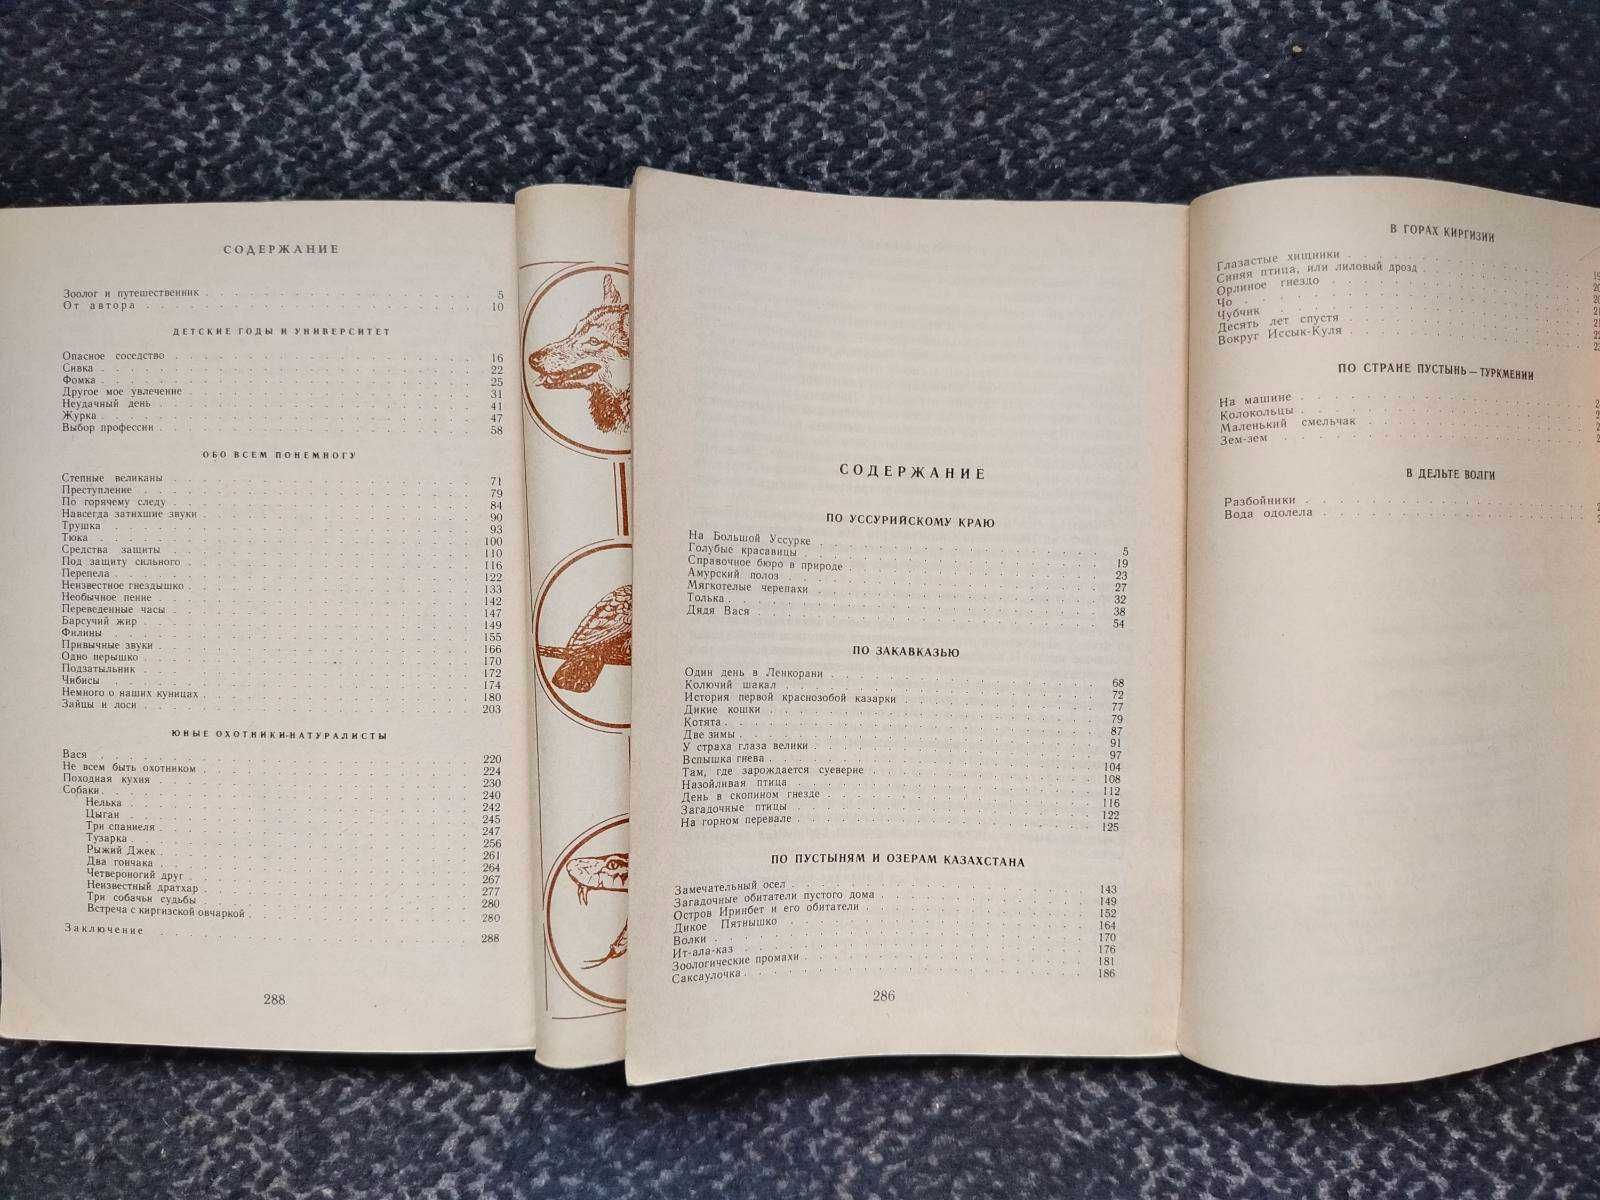 СОДЕРЖАНИЕ
Зоолог и путешественник 5
От автора 10
ДЕТСКИЕ ГОДЫ И УНИВЕРСИТЕТ
Опасное соседство 16
Сивка 22
Фомка 25
Другое мое увлечение 31
Неудачный день 41
Журка 47
Выбор профессии 58
ОБО ВСЕМ ПОНЕМНОГУ
Степные великаны 71
Преступление 79
По горячему следу 84
Навсегда затихшие звуки 90
Трушка 93
Тюка 100
Средства защиты 110
Под защиту сильного 116
Перепела 122
Неизвестное гнездышко 133
Необычное пение 142
Переведенные часы 147
Барсучий жир 149
Филины 155
Привычные звуки 166
Одно перышко 170
Подзатыльник 172
Чибисы 174
Немного о наших куницах 180
Зайцы и лоси 203
ЮНЫЕ ОХОТНИКИ-НАТУРАЛИСТЫ
Вася 220
Не всем быть охотником 224
Походная кухня 230
Собаки 240
Нелька 242
Цыган 245
Три спаниеля 247
Тузарка 256
Рыжий Джек 261
Два гончака 264
Четвероногий друг 267
Неизвестный дратхар 277
Три собачьи судьбы 280
Встреча с киргизской овчаркой 280
Заключение 288
288
СОДЕРЖАНИЕ
ПО УССУРИЙСКОМУ КРАЮ
На Большой Уссурке 5
Голубые красавицы 19
Справочное бюро в природе 23
Амурский полоз 27
Мягкотелые черепахи 32
Толька 38
Дядя Вася 54
ПО ЗАКАВКАЗЬЮ
Один день в Ленкорани 68
Колючий шакал 72
История первой краснозобой казарки 77
Дикие кошки 79
Котята 87
Две зимы 91
У страха глаза велики 97
Вспышка гнева 104
Там, где зарождается суеверие 108
Назойливая птица 112
День в скопином гнезде 116
Загадочные птицы 122
На горном перевале 125
ПО ПУСТЫНЯМ И ОЗЕРАМ КАЗАХСТАНА
Замечательный осел 143
Загадочные обитатели пустого дома 149
Остров Иринбет и его обитатели 152
Дикое Пятнышко 164
Волки 170
Ит-ала-каз 176
Зоологические промахи 181
Саксаулочка 186
286
В ГОРАХ КИРГИЗИИ
Глазастые хищники
Синяя птица, или лиловый дрозд
Орлиное гнездо
Чо
Чубчик
Десять лет спустя
Вокруг Иссык-Куля
ПО СТРАНЕ ПУСТЫНЬ — ТУРКМЕНИИ
На машине
Колокольцы
Маленький смельчак
Зем-зем
В ДЕЛЬТЕ ВОЛГИ
Разбойники
Вода одолела